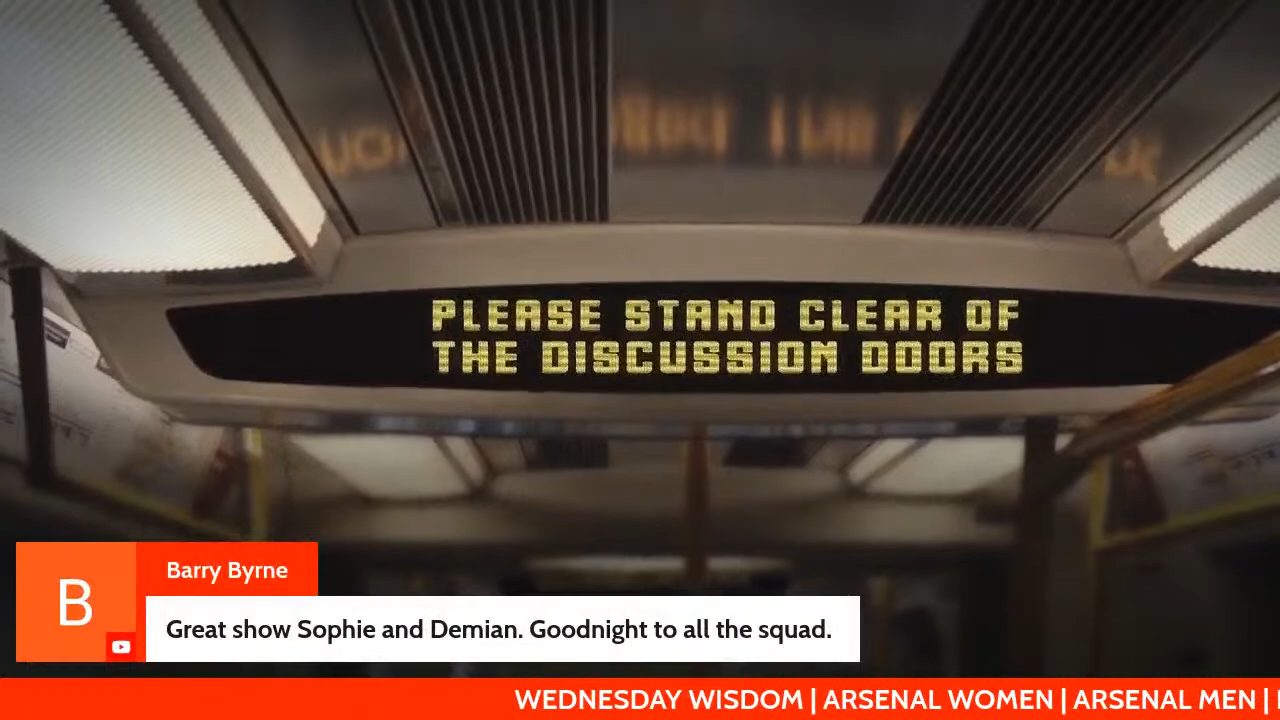 PLEASE STAND CLEAR OF
THE DISCUSSION DOORS
B
Barry Byrne
Great show Sophie and Demian. Goodnight to all the squad.
WEDNESDAY WISDOM | ARSENAL WOMEN | ARSENAL MEN |